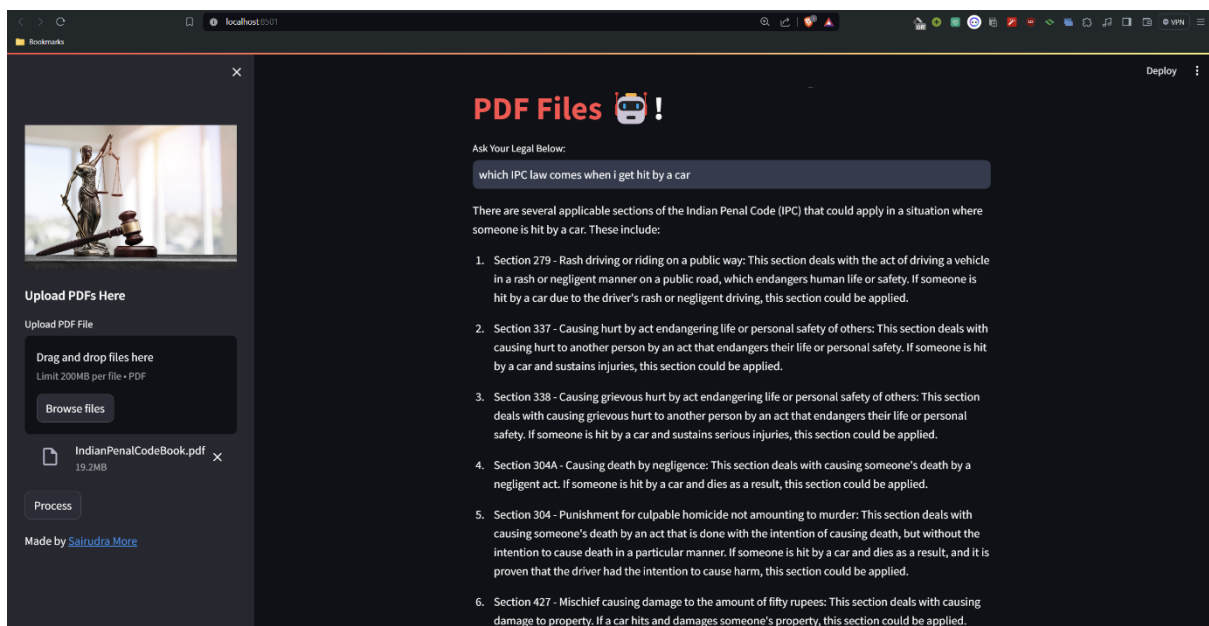 localhost:8501
VPN
Bookmarks
Deploy
PDF Files 🤖!
Ask Your Legal Below:
which IPC law comes when i get hit by a car
There are several applicable sections of the Indian Penal Code (IPC) that could apply in a situation where
someone is hit by a car. These include:
1. Section 279 - Rash driving or riding on a public way: This section deals with the act of driving a vehicle
in a rash or negligent manner on a public road, which endangers human life or safety. If someone is
hit by a car due to the driver's rash or negligent driving, this section could be applied.
2. Section 337 - Causing hurt by act endangering life or personal safety of others: This section deals with
causing hurt to another person by an act that endangers their life or personal safety. If someone is hit
by a car and sustains injuries, this section could be applied.
3. Section 338 - Causing grievous hurt by act endangering life or personal safety of others: This section
deals with causing grievous hurt to another person by an act that endangers their life or personal
safety. If someone is hit by a car and sustains serious injuries, this section could be applied.
4. Section 304A - Causing death by negligence: This section deals with causing someone's death by a
negligent act. If someone is hit by a car and dies as a result, this section could be applied.
5. Section 304 - Punishment for culpable homicide not amounting to murder: This section deals with
causing someone's death by an act that is done with the intention of causing death, but without the
intention to cause death in a particular manner. If someone is hit by a car and dies as a result, and it is
proven that the driver had the intention to cause harm, this section could be applied.
6. Section 427 - Mischief causing damage to the amount of fifty rupees: This section deals with causing
damage to property. If a car hits and damages someone's property, this section could be applied.
Upload PDFs Here
Upload PDF File
Drag and drop files here
Limit 200MB per file • PDF
Browse files
IndianPenalCodeBook.pdf
19.2MB
Process
Made by Sairudra More